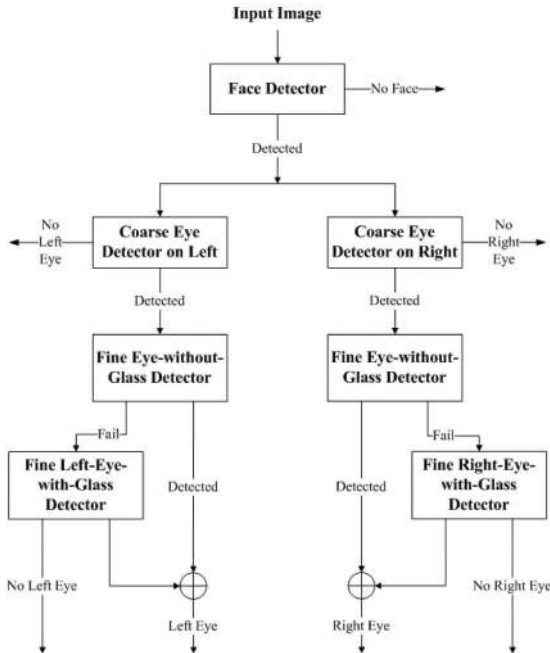 Input Image
Face Detector
No Face
Detected
No
Left
Eye
Coarse Eye
Detector on Left
Coarse Eye
Detector on Right
No
Right
Eye
Detected
Detected
Fine Eye-without-
Glass Detector
Fine Eye-without-
Glass Detector
Fail
Fail
Fine Left-Eye-
with-Glass
Detector
Detected
Detected
Fine Right-Eye-
with-Glass
Detector
No Left Eye
No Right Eye
Left Eye
Right Eye